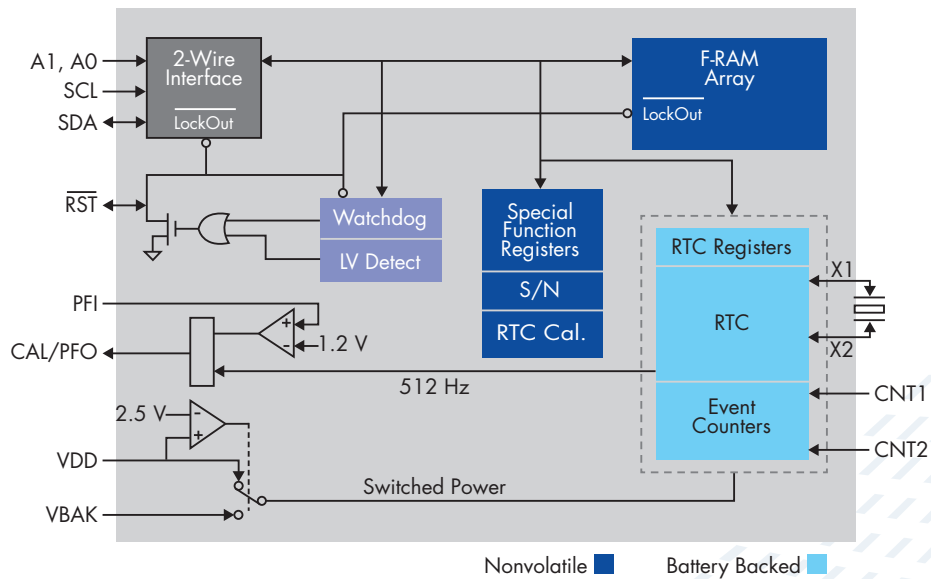 A1, A0
SCL
SDA
2-Wire
Interface
LockOut
F-RAM
Array
LockOut
RST
Watchdog
LV Detect
Special
Function
Registers
S/N
RTC Cal.
RTC Registers
RTC
Event
Counters
X1
X2
CNT1
CNT2
PFI
+
-
1.2 V
CAL/PFO
512 Hz
2.5 V
-
+
VDD
VBAK
Switched Power
Nonvolatile
Battery Backed